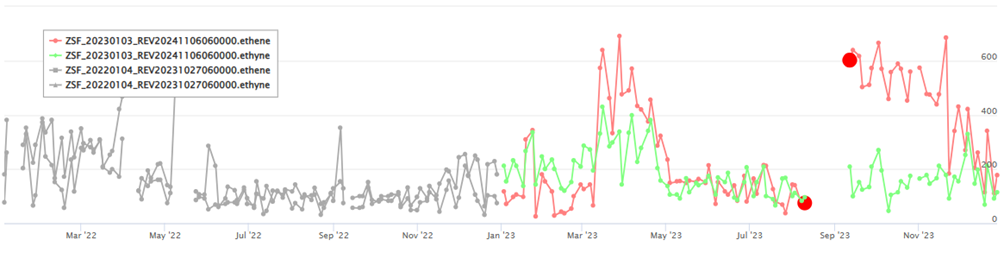 ZSF_20230103_REV20241106060000.ethene
ZSF_20230103_REV20241106060000.ethyne
ZSF_20220104_REV20231027060000.ethene
ZSF_20220104_REV20231027060000.ethyne
600
400
200
0
Mar '22 May '22 Jul '22 Sep '22 Nov '22 Jan '23 Mar '23 May '23 Jul '23 Sep '23 Nov '23